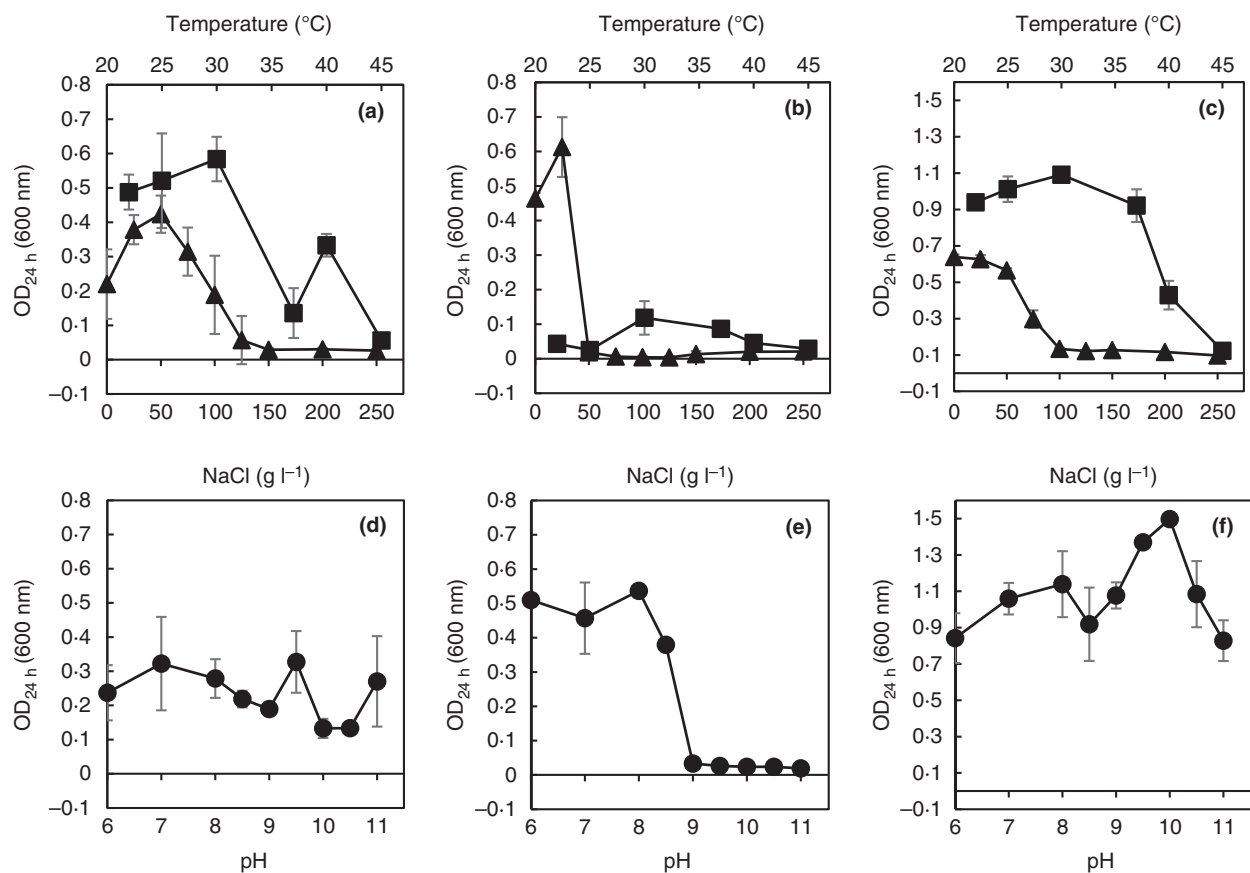 Temperature (°C) Temperature (°C) Temperature (°C)
20 25 30 35 40 45 20 25 30 35 40 45 20 25 30 35 40 45
0·8 (a) 0·8 (b) 1·5 (c)
0·7 0·7 1·3
0·6 0·6 1·1
0·5 0·5 0·9
0·4 0·4 0·7
0·3 0·3 0·5
0·2 0·2 0·3
0·1 0·1 0·1
0 0 –0·1
–0·1 –0·1
OD24 h (600 nm) OD24 h (600 nm) OD24 h (600 nm)
0 50 100 150 200 250 0 50 100 150 200 250 0 50 100 150 200 250
NaCl (g l–1) NaCl (g l–1) NaCl (g l–1)
0·8 (d) 0·8 (e) 1·5 (f)
0·7 0·7 1·3
0·6 0·6 1·1
0·5 0·5 0·9
0·4 0·4 0·7
0·3 0·3 0·5
0·2 0·2 0·3
0·1 0·1 0·1
0 0 –0·1
–0·1 –0·1
OD24 h (600 nm) OD24 h (600 nm) OD24 h (600 nm)
6 7 8 9 10 11 6 7 8 9 10 11 6 7 8 9 10 11
pH pH pH